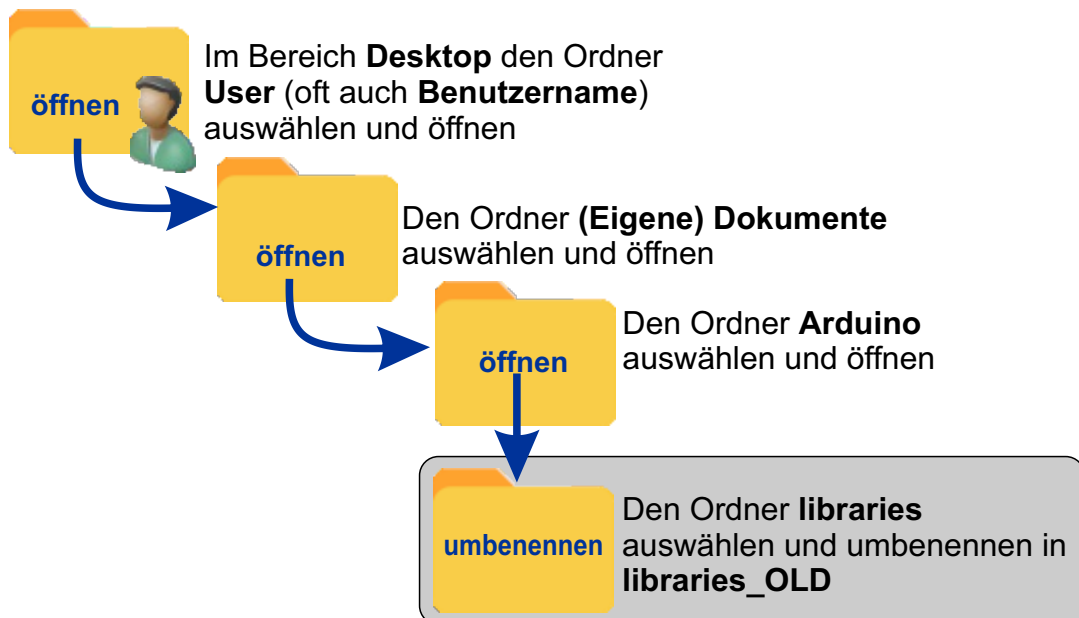 öffnen
Im Bereich Desktop den Ordner
User (oft auch Benutzername)
auswählen und öffnen
öffnen
Den Ordner (Eigene) Dokumente
auswählen und öffnen
öffnen
Den Ordner Arduino
auswählen und öffnen
umbenennen
Den Ordner libraries
auswählen und umbenennen in
libraries_OLD